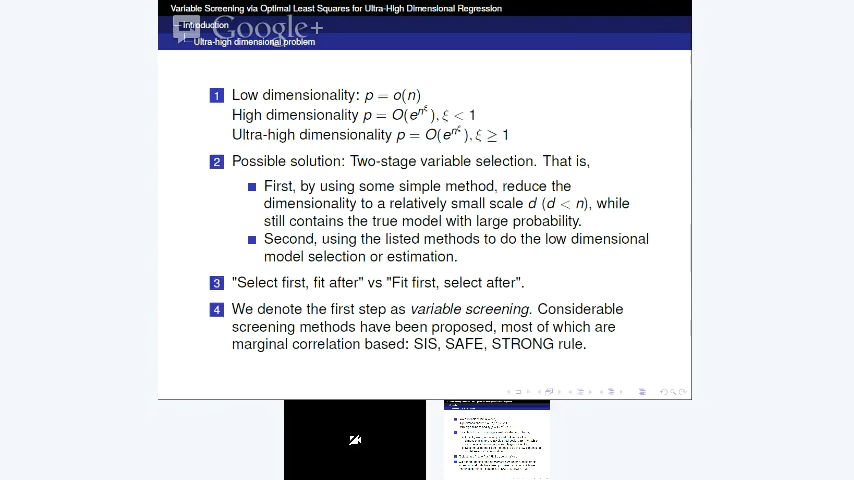 Variable Screening via Optimal Least Squares for Ultra-High Dimensional Regression
Introduction
Google+
Ultra-high dimensional problem
1 Low dimensionality: p = o(n)
High dimensionality p = O(e^{n^ξ}), ξ < 1
Ultra-high dimensionality p = O(e^{n^ξ}), ξ ≥ 1
2 Possible solution: Two-stage variable selection. That is,
First, by using some simple method, reduce the
dimensionality to a relatively small scale d (d < n), while
still contains the true model with large probability.
Second, using the listed methods to do the low dimensional
model selection or estimation.
3 "Select first, fit after" vs "Fit first, select after".
4 We denote the first step as variable screening. Considerable
screening methods have been proposed, most of which are
marginal correlation based: SIS, SAFE, STRONG rule.